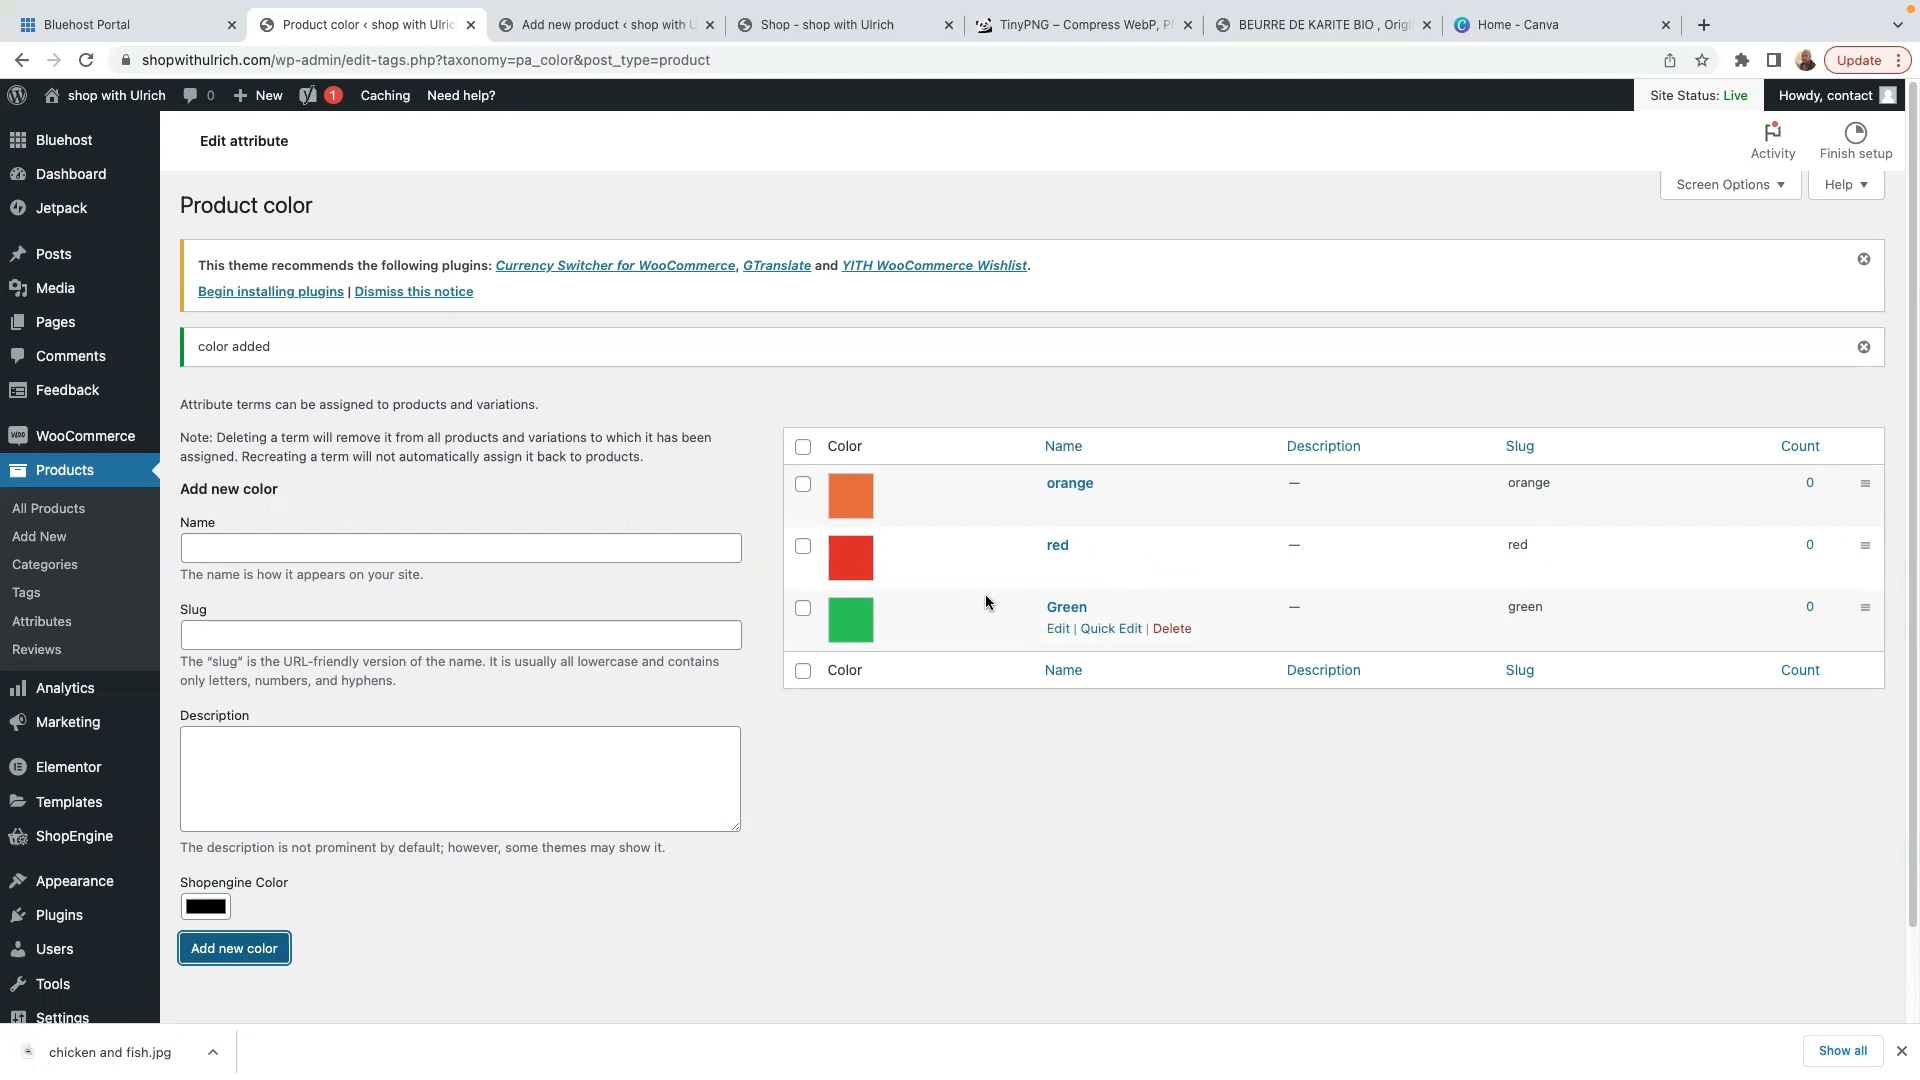 Bluehost Portal
Product color ‹ shop with Ulric
Add new product ‹ shop with U
Shop - shop with Ulrich
TinyPNG – Compress WebP, P
BEURRE DE KARITE BIO , Origi
Home - Canva
shopwithulrich.com/wp-admin/edit-tags.php?taxonomy=pa_color&post_type=product
Update
shop with Ulrich
0
New
1
Caching
Need help?
Site Status: Live
Howdy, contact
Bluehost
Dashboard
Jetpack
Posts
Media
Pages
Comments
Feedback
WooCommerce
Products
All Products
Add New
Categories
Tags
Attributes
Reviews
Analytics
Marketing
Elementor
Templates
ShopEngine
Appearance
Plugins
Users
Tools
Settings
Edit attribute
Activity
Finish setup
Screen Options
Help
Product color
This theme recommends the following plugins: Currency Switcher for WooCommerce, GTranslate and YITH WooCommerce Wishlist.
Begin installing plugins | Dismiss this notice
color added
Attribute terms can be assigned to products and variations.
Note: Deleting a term will remove it from all products and variations to which it has been
assigned. Recreating a term will not automatically assign it back to products.
Add new color
Name
The name is how it appears on your site.
Slug
The “slug” is the URL-friendly version of the name. It is usually all lowercase and contains
only letters, numbers, and hyphens.
Description
The description is not prominent by default; however, some themes may show it.
Shopengine Color
Add new color
Color Name Description Slug Count
orange — orange 0
red — red 0
Green — green 0
Edit | Quick Edit | Delete
Color Name Description Slug Count
chicken and fish.jpg
Show all